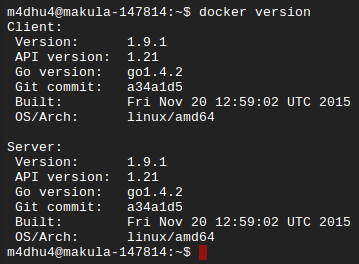 m4dhu4@makula-147814:~$ docker version
Client:
 Version:      1.9.1
 API version:  1.21
 Go version:   go1.4.2
 Git commit:   a34a1d5
 Built:        Fri Nov 20 12:59:02 UTC 2015
 OS/Arch:      linux/amd64

Server:
 Version:      1.9.1
 API version:  1.21
 Go version:   go1.4.2
 Git commit:   a34a1d5
 Built:        Fri Nov 20 12:59:02 UTC 2015
 OS/Arch:      linux/amd64
m4dhu4@makula-147814:~$